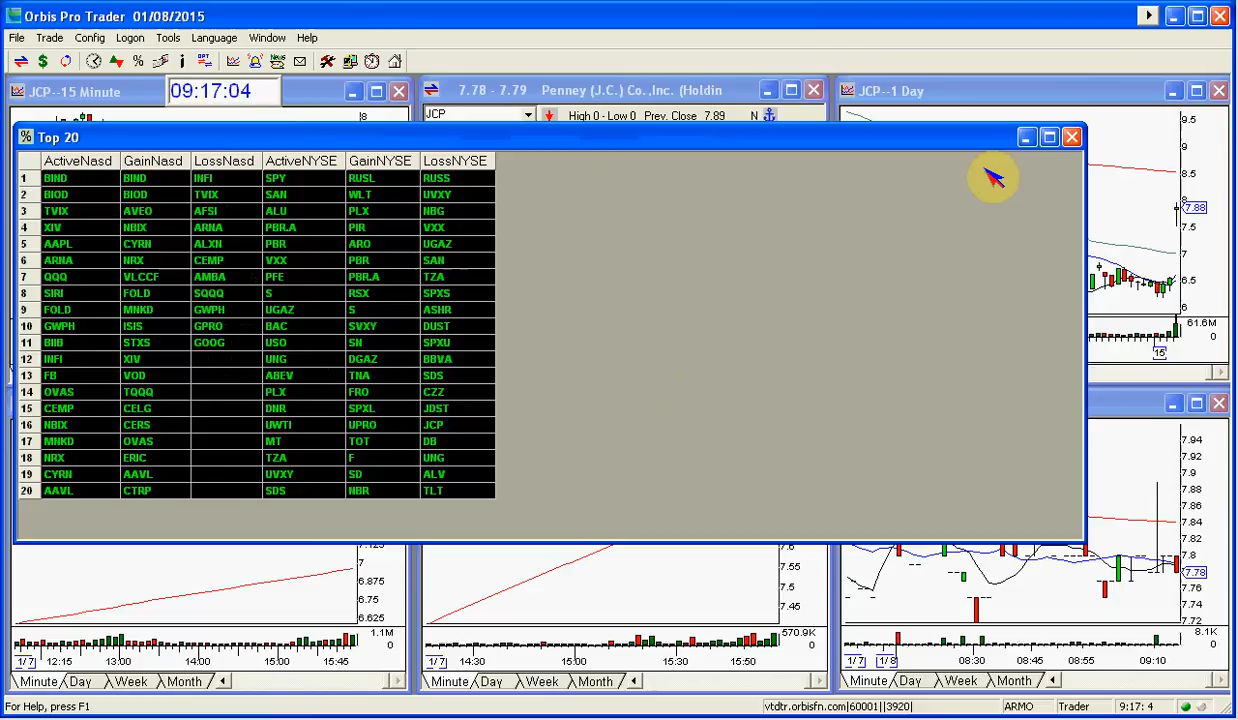 Orbis Pro Trader 01/08/2015
File Trade Config Logon Tools Language Window Help
JCP--15 Minute
09:17:04
7.78 - 7.79 Penney (J.C.) Co.,Inc. (Holdin
JCP--1 Day
JCP
High 0 - Low 0 Prev. Close 7.89 N
% Top 20
ActiveNasd GainNasd LossNasd ActiveNYSE GainNYSE LossNYSE
1 BIND BIND INFI SPY RUSL RUSS
2 BIOD BIOD TVIX SAN WLT UVXY
3 TVIX AVEO AFSI ALU PLX NBG
4 XIV NBIX ARNA PBR.A PIR VXX
5 AAPL CYRN ALXN PBR ARO UGAZ
6 ARNA NRX CEMP VXX PBR SAN
7 QQQ VLCCF AMBA PFE PBR.A TZA
8 SIRI FOLD SQQQ S RSX SPXS
9 FOLD MNKD GWPH UGAZ S ASHR
10 GWPH ISIS GPRO BAC SVXY DUST
11 BIIB STXS GOOG USO SN SPXU
12 INFI XIV UNG DGAZ BBVA
13 FB VOD ABEV TNA SDS
14 OVAS TQQQ PLX FRO CZZ
15 CEMP CELG DNR SPXL JDST
16 NBIX CERS UWTI UPRO JCP
17 MNKD OVAS MT TOT DB
18 NRX ERIC TZA F UNG
19 CYRN AAVL UVXY SD ALV
20 AAVL CTRP SDS NBR TLT
9.5
9
8.5
7.88
7.5
7
6.5
6
61.6M
0
15
7
6.875
6.75
6.625
1.1M
0
1/7 12:15 13:00 14:00 15:00 15:45
7.55
7.5
7.45
570.9K
0
1/7 14:30 15:00 15:30 15:50
7.94
7.9
7.88
7.86
7.84
7.82
7.8
7.78
7.76
7.74
7.72
8.1K
0
1/7 1/8 08:30 08:45 08:55 09:10
Minute Day Week Month
Minute Day Week Month
Minute Day Week Month
For Help, press F1
vtdtr.orbisfn.com|60001||3920|
ARMO
Trader
9:17: 4